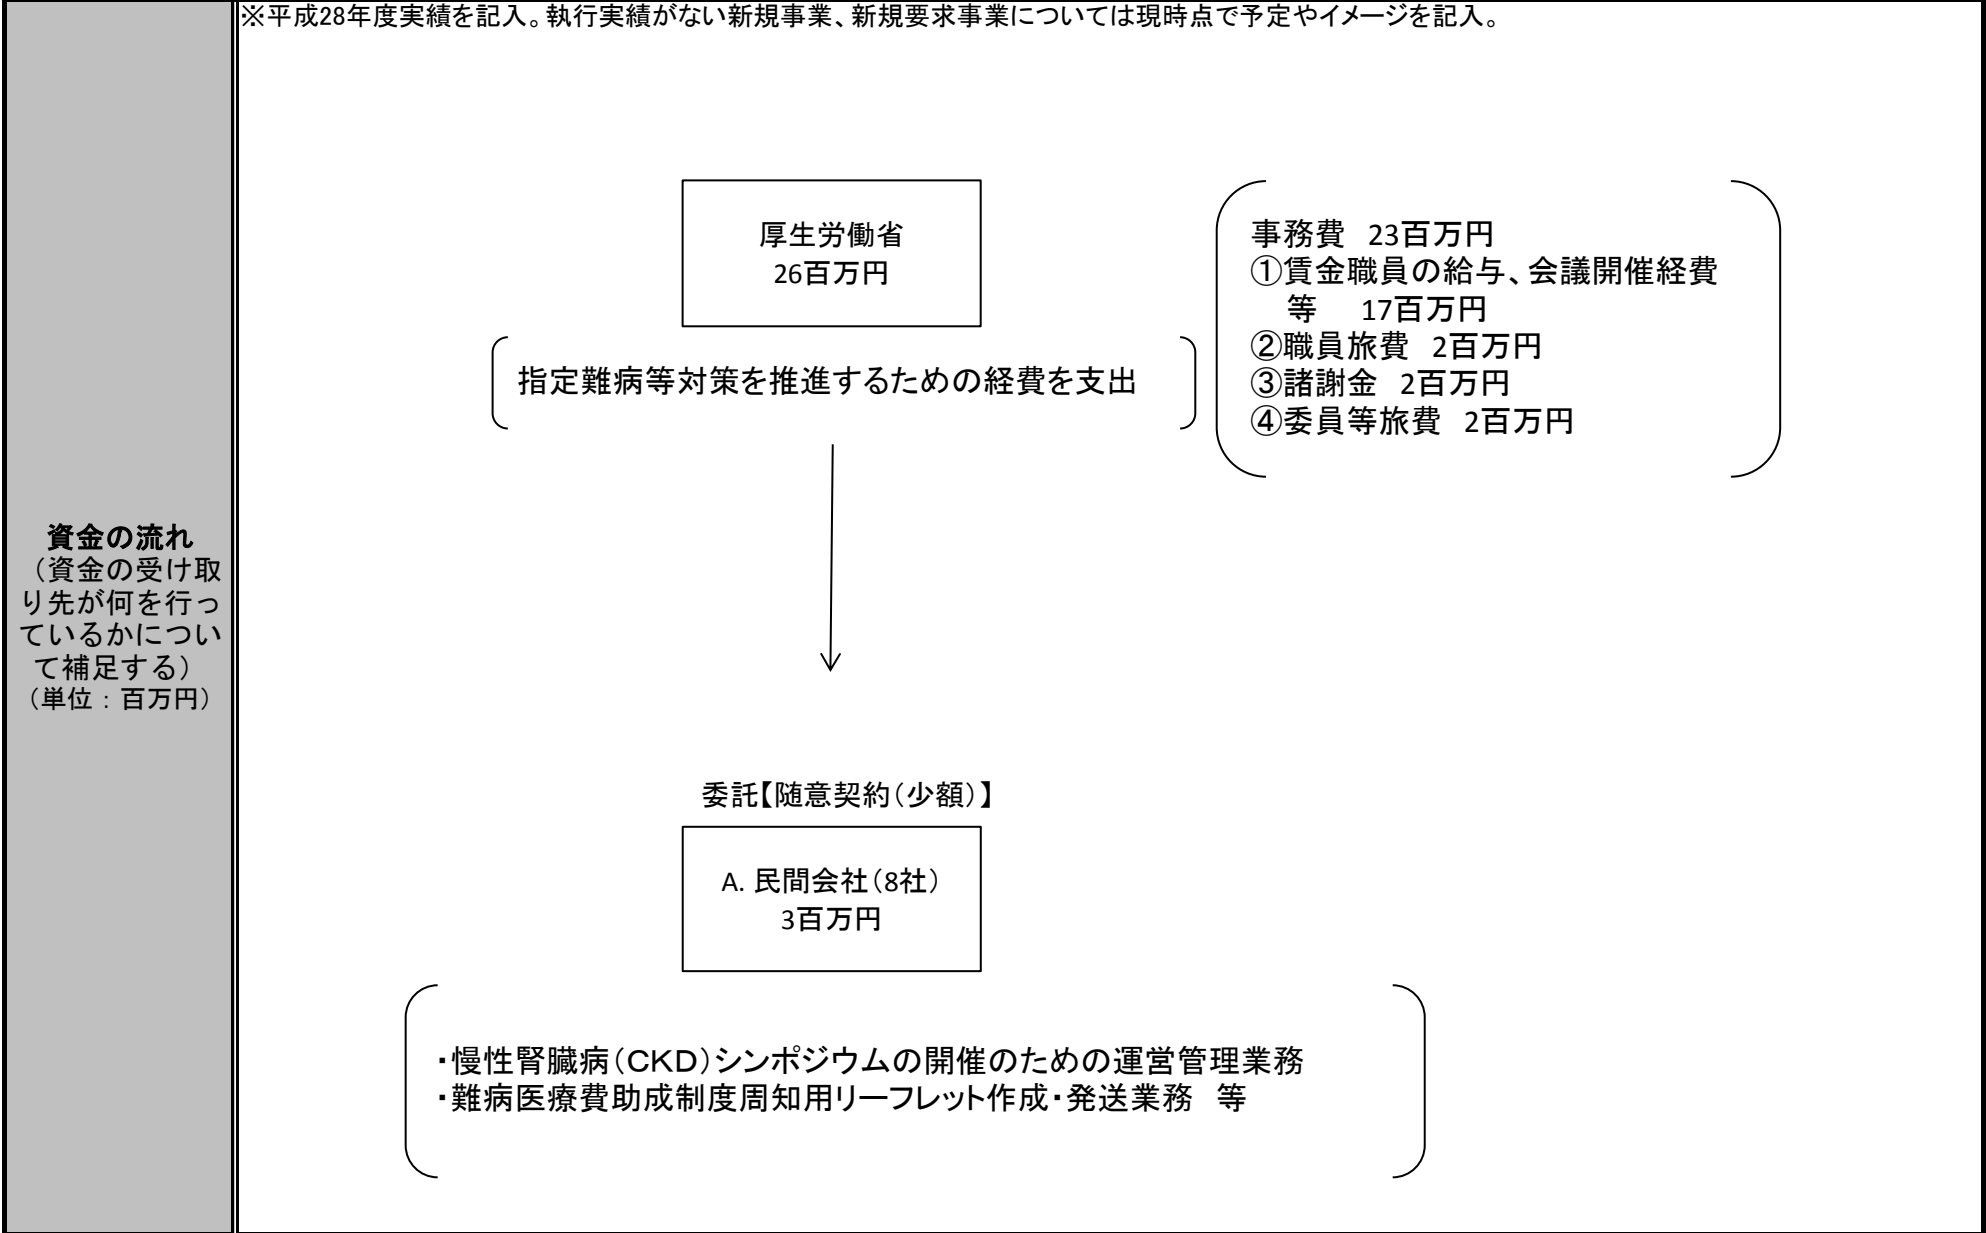 ※平成28年度実績を記入。執行実績がない新規事業、新規要求事業については現時点で予定やイメージを記入。
資金の流れ
（資金の受け取
り先が何を行っ
ているかについ
て補足する）
（単位：百万円）
厚生労働省
26百万円
指定難病等対策を推進するための経費を支出
事務費　23百万円
①賃金職員の給与、会議開催経費
等　17百万円
②職員旅費　2百万円
③諸謝金　2百万円
④委員等旅費　2百万円
委託【随意契約（少額）】
A. 民間会社（8社）
3百万円
・慢性腎臓病（ＣＫＤ）シンポジウムの開催のための運営管理業務
・難病医療費助成制度周知用リーフレット作成・発送業務　等